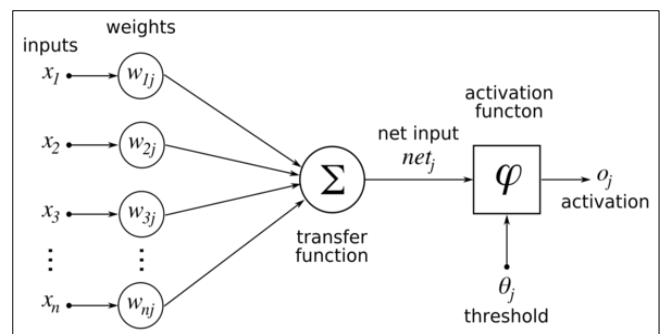 weights
inputs
x₁
w₁ⱼ
activation
functon
x₂
w₂ⱼ
net input
netⱼ
Σ
φ
oⱼ
activation
x₃
w₃ⱼ
transfer
function
⋮
⋮
θⱼ
threshold
xₙ
wₙⱼ